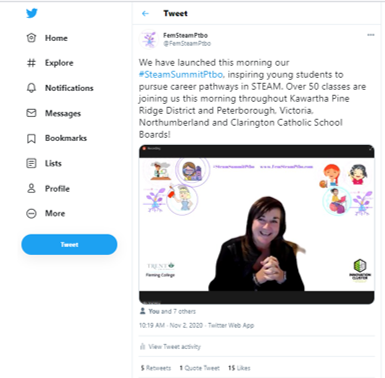 Tweet
Home
Explore
Notifications
Messages
Bookmarks
Lists
Profile
More
Tweet
FemSteamPtbo
@FemSteamPtbo
We have launched this morning our
#SteamSummitPtbo, inspiring young students to
pursue career pathways in STEAM. Over 50 classes are
joining us this morning throughout Kawartha Pine
Ridge District and Peterborough, Victoria,
Northumberland and Clarington Catholic School
Boards!
TRENT
Fleming College
INNOVATION
CLUSTER
You and 7 others
10:19 AM · Nov 2, 2020 · Twitter Web App
View Tweet activity
5 Retweets 1 Quote Tweet 15 Likes